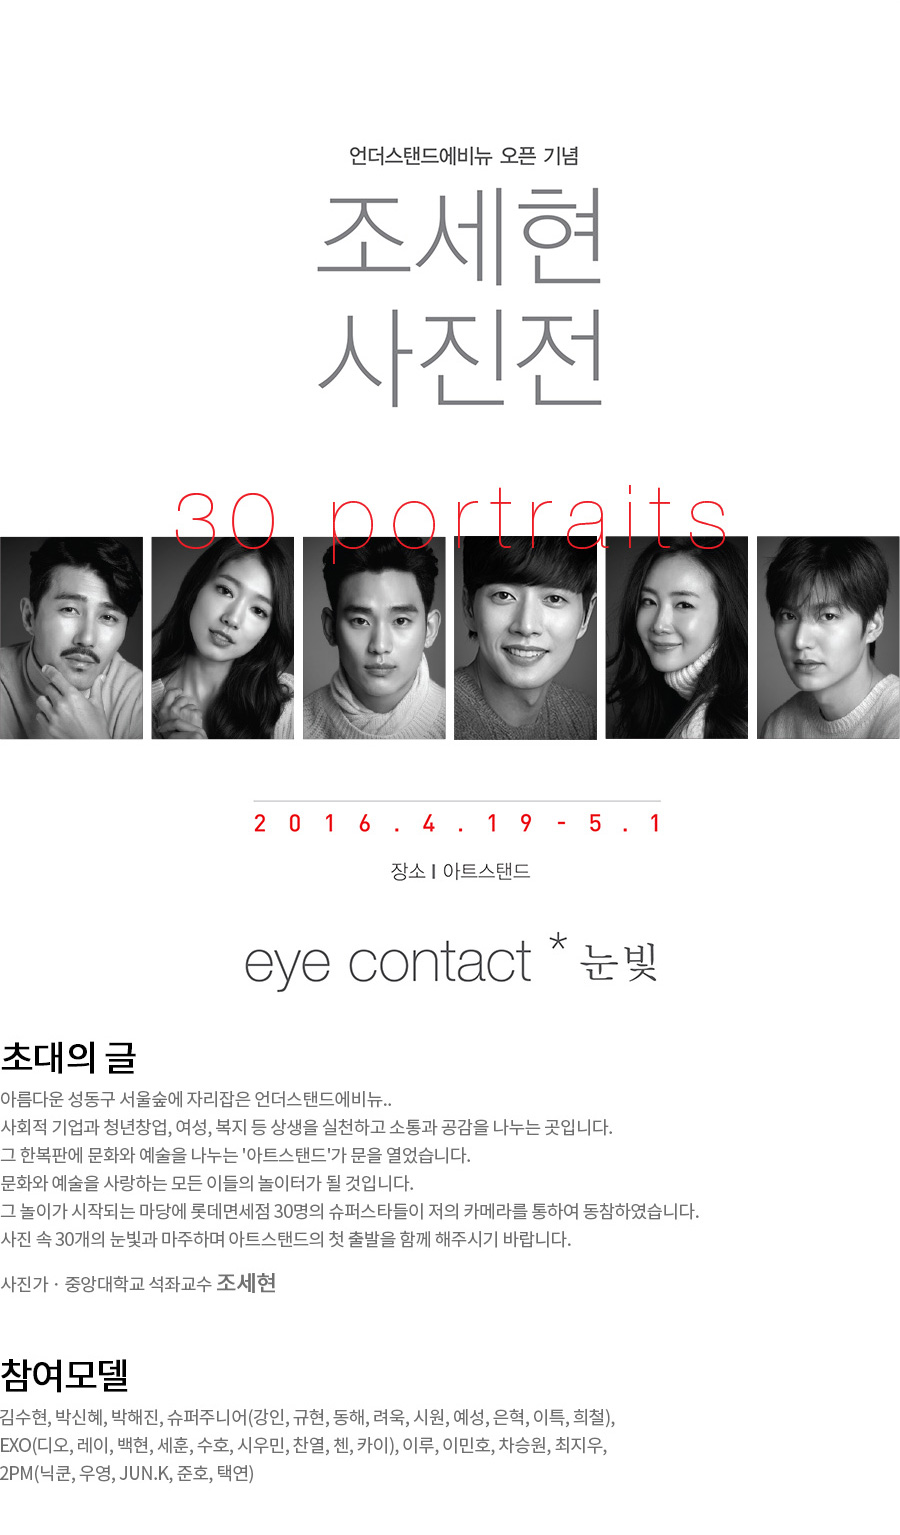 언더스탠드에비뉴 오픈 기념
조세현
사진전
30 portraits
2016.4.19-5.1
장소 I 아트스탠드
eye contact * 눈빛
초대의 글
아름다운 성동구 서울숲에 자리잡은 언더스탠드에비뉴..
사회적 기업과 청년창업, 여성, 복지 등 상생을 실천하고 소통과 공감을 나누는 곳입니다.
그 한복판에 문화와 예술을 나누는 '아트스탠드'가 문을 열었습니다.
문화와 예술을 사랑하는 모든 이들의 놀이터가 될 것입니다.
그 놀이가 시작되는 마당에 롯데면세점 30명의 슈퍼스타들이 저의 카메라를 통하여 동참하였습니다.
사진 속 30개의 눈빛과 마주하며 아트스탠드의 첫 출발을 함께 해주시기 바랍니다.
사진가 · 중앙대학교 석좌교수 조세현
참여모델
김수현, 박신혜, 박해진, 슈퍼주니어(강인, 규현, 동해, 려욱, 시원, 예성, 은혁, 이특, 희철),
EXO(디오, 레이, 백현, 세훈, 수호, 시우민, 찬열, 첸, 카이), 이루, 이민호, 차승원, 최지우,
2PM(닉쿤, 우영, JUN.K, 준호, 택연)